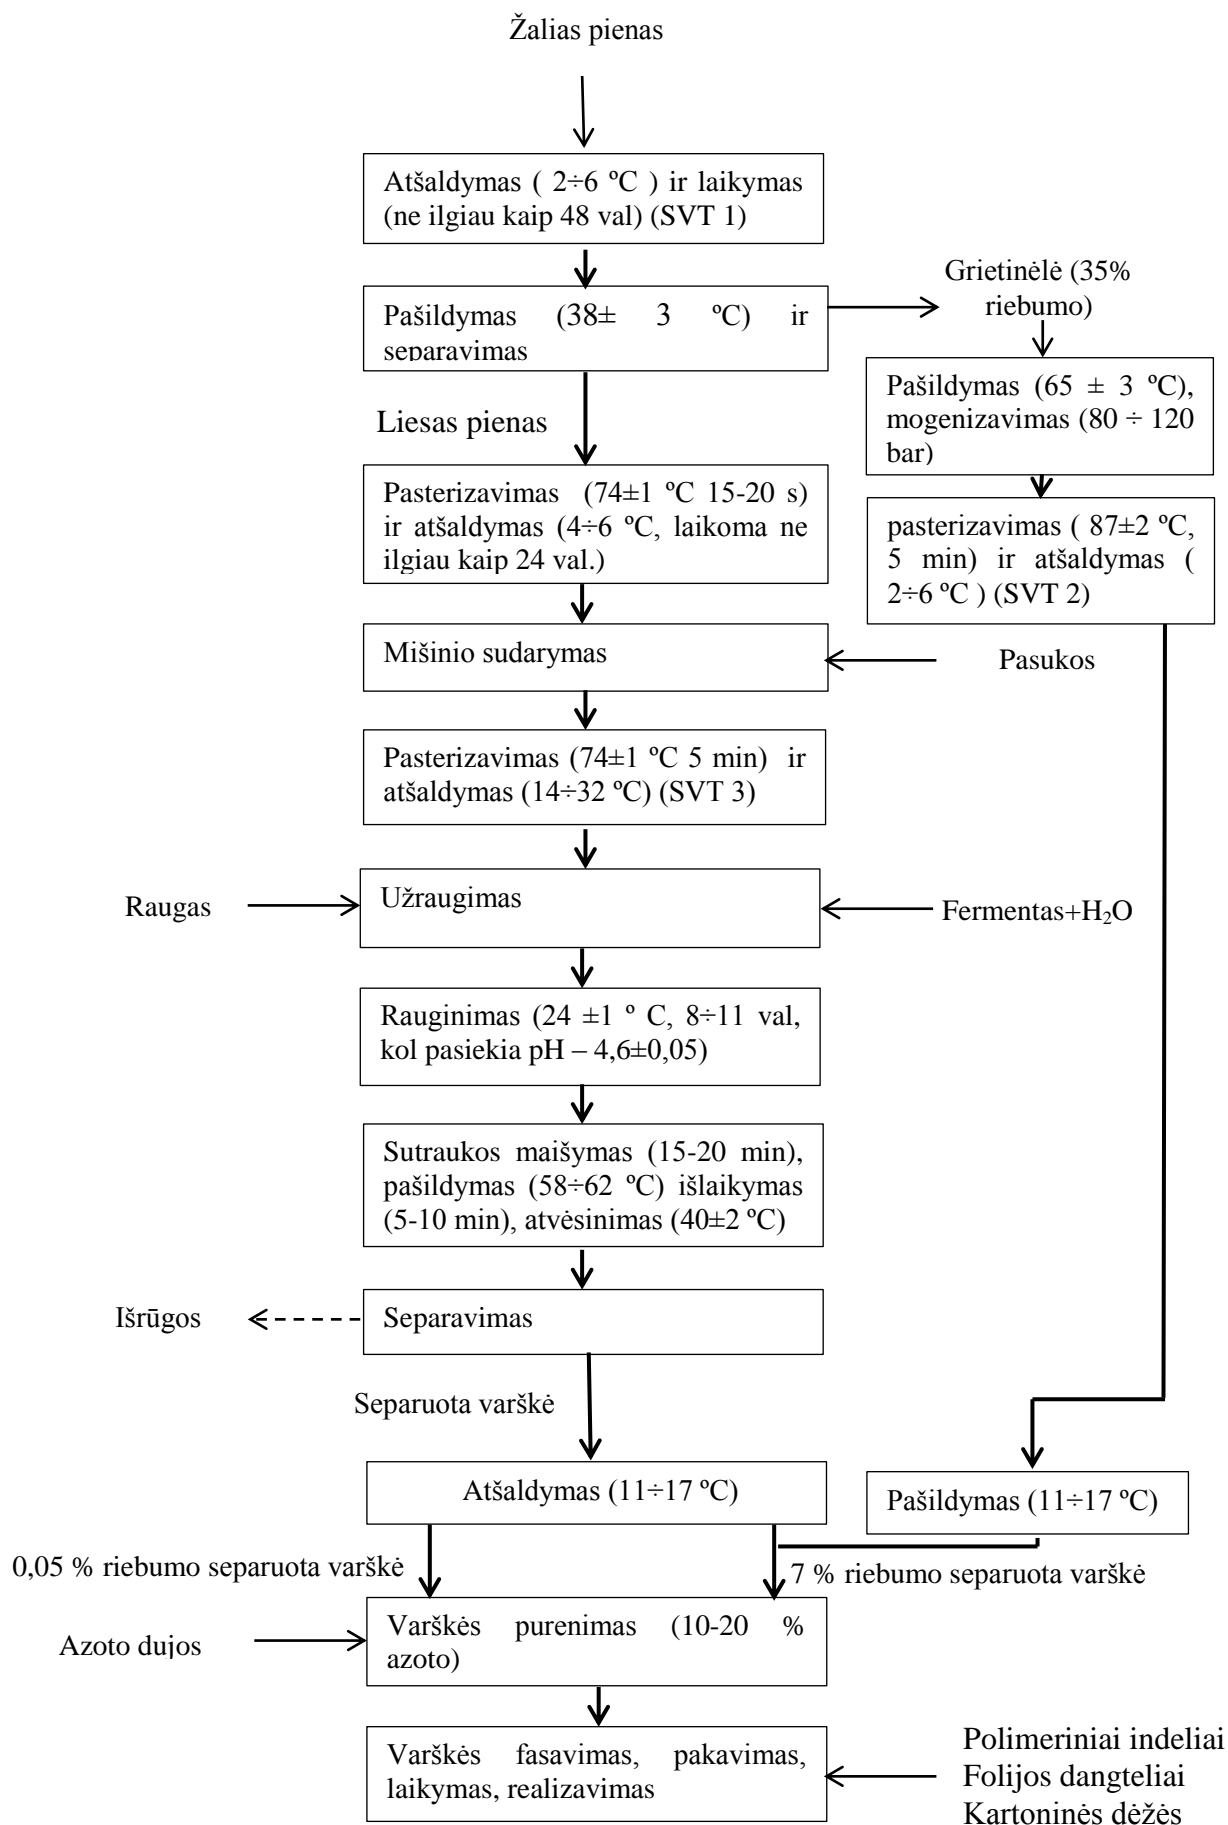 Žalias pienas
Atšaldymas ( 2÷6 ºC ) ir laikymas
(ne ilgiau kaip 48 val) (SVT 1)
Grietinėlė (35%
riebumo)
Pašildymas (38± 3 ºC) ir
separavimas
Pašildymas (65 ± 3 ºC),
mogenizavimas (80 ÷ 120
bar)
Liesas pienas
Pasterizavimas (74±1 ºC 15-20 s)
ir atšaldymas (4÷6 ºC, laikoma ne
ilgiau kaip 24 val.)
pasterizavimas ( 87±2 ºC,
5 min) ir atšaldymas (
2÷6 ºC ) (SVT 2)
Mišinio sudarymas
Pasukos
Pasterizavimas (74±1 ºC 5 min) ir
atšaldymas (14÷32 ºC) (SVT 3)
Raugas
Užraugimas
Fermentas+H₂O
Rauginimas (24 ±1 º C, 8÷11 val,
kol pasiekia pH – 4,6±0,05)
Sutraukos maišymas (15-20 min),
pašildymas (58÷62 ºC) išlaikymas
(5-10 min), atvėsinimas (40±2 ºC)
Išrūgos
Separavimas
Separuota varškė
Atšaldymas (11÷17 ºC)
Pašildymas (11÷17 ºC)
0,05 % riebumo separuota varškė
7 % riebumo separuota varškė
Azoto dujos
Varškės purenimas (10-20 %
azoto)
Varškės fasavimas, pakavimas,
laikymas, realizavimas
Polimeriniai indeliai
Folijos dangteliai
Kartoninės dėžės